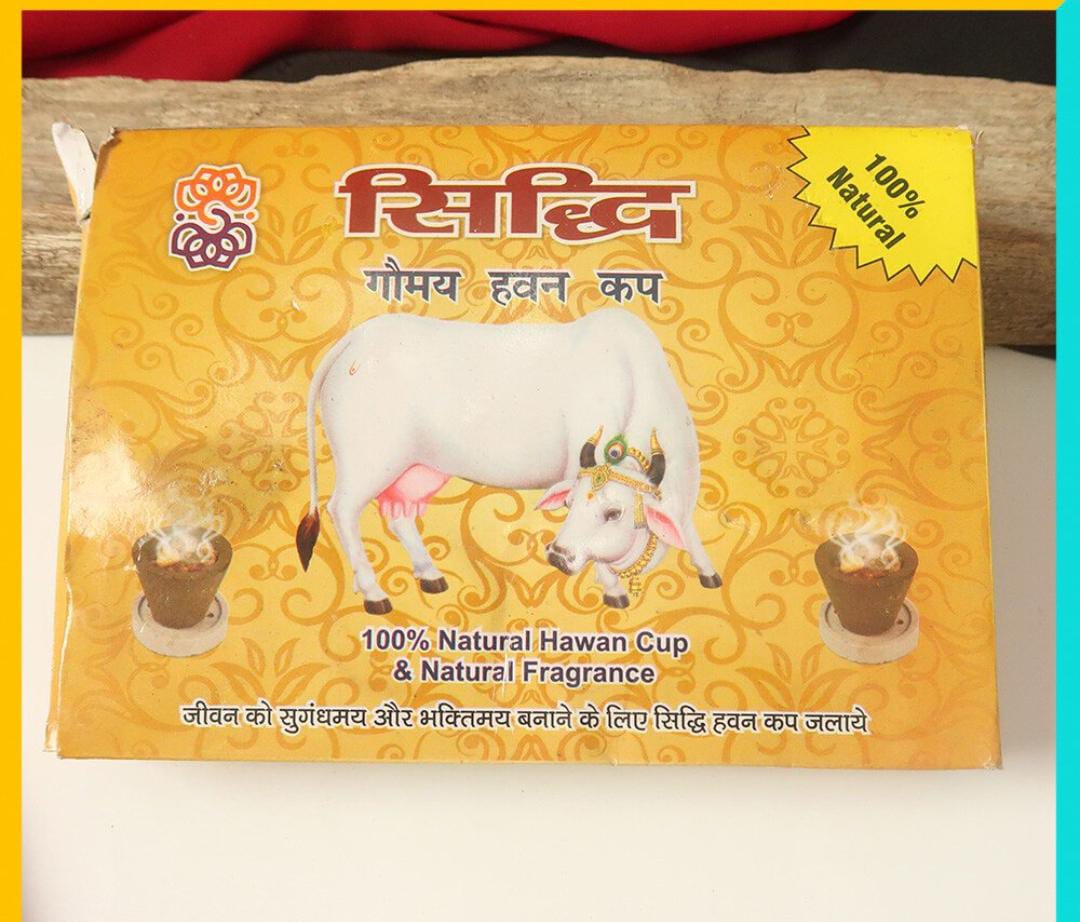 सिद्धि
100%
Natural
गौमय हवन कप
100% Natural Hawan Cup
& Natural Fragrance
जीवन को सुगंधमय और भक्तिमय बनाने के लिए सिद्धि हवन कप जलाये